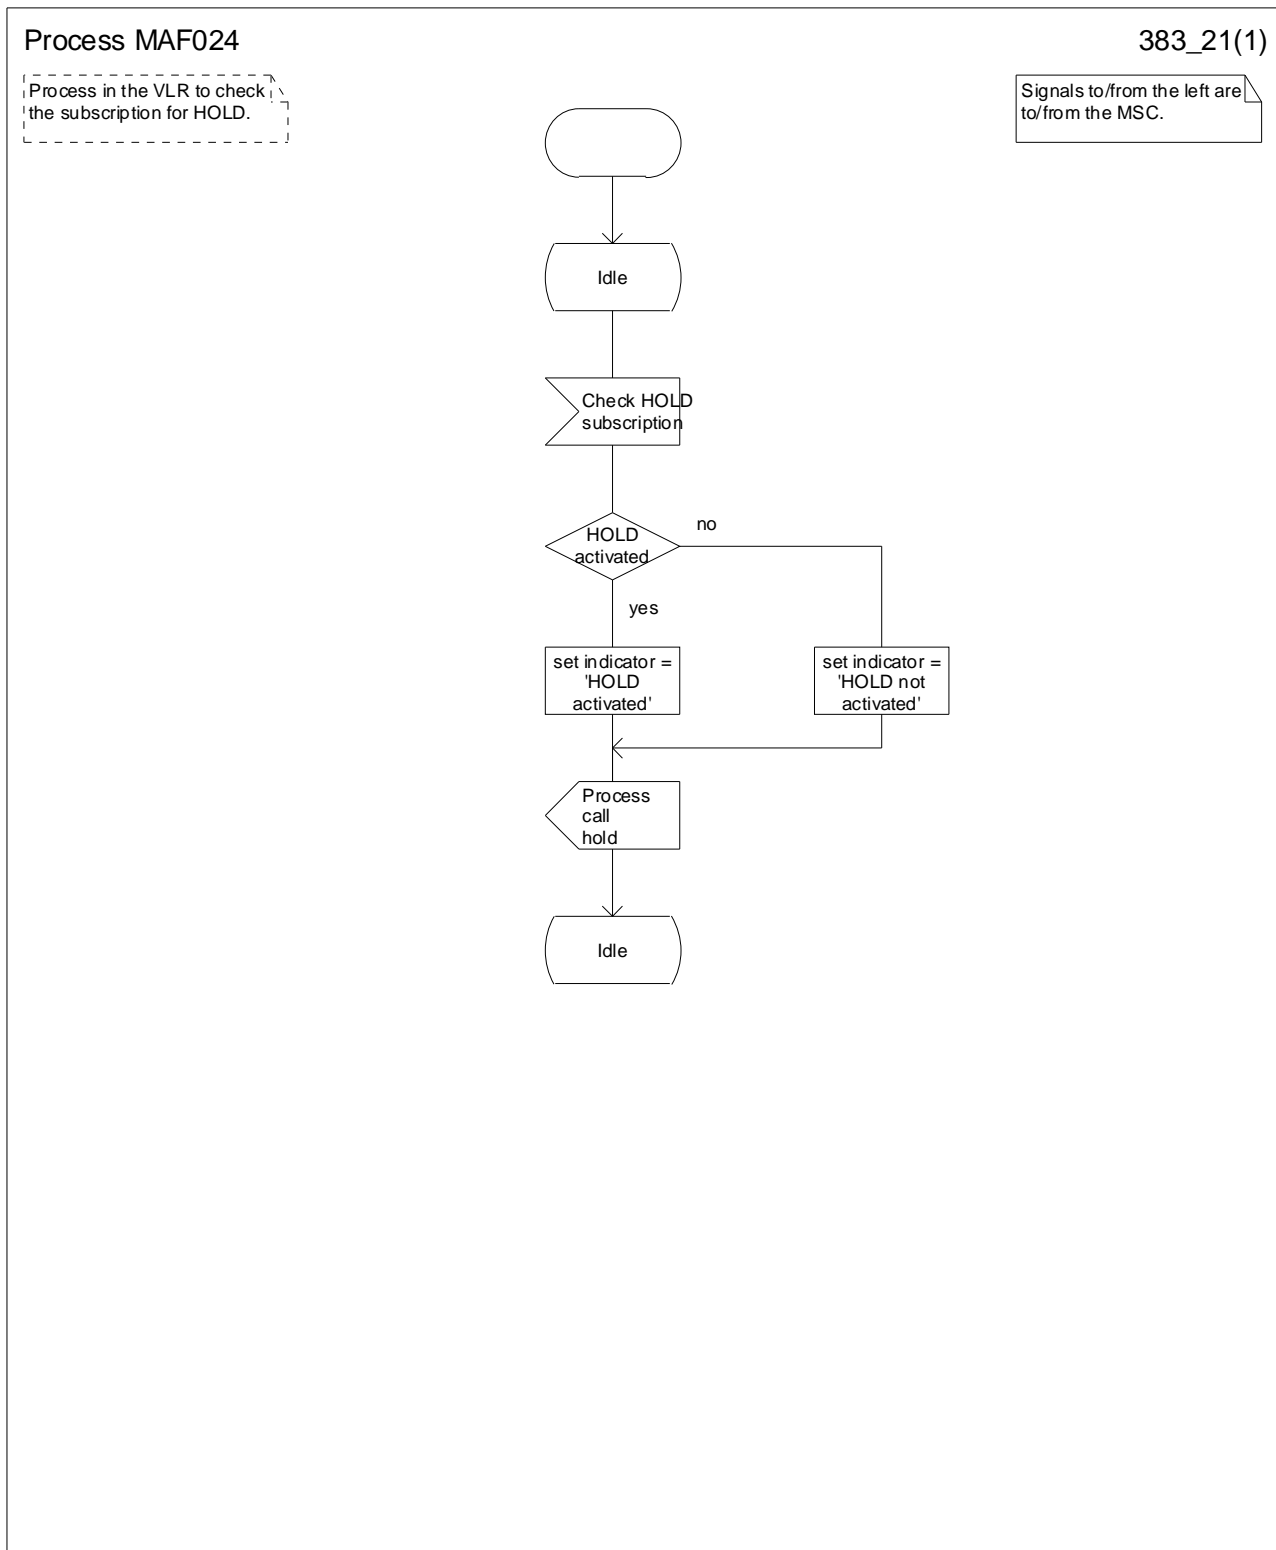 Process MAF024
383_21(1)
Process in the VLR to check
the subscription for HOLD.
Signals to/from the left are
to/from the MSC.
Idle
Check HOLD
subscription
HOLD
activated
no
yes
set indicator =
'HOLD
activated'
set indicator =
'HOLD not
activated'
Process
call
hold
Idle